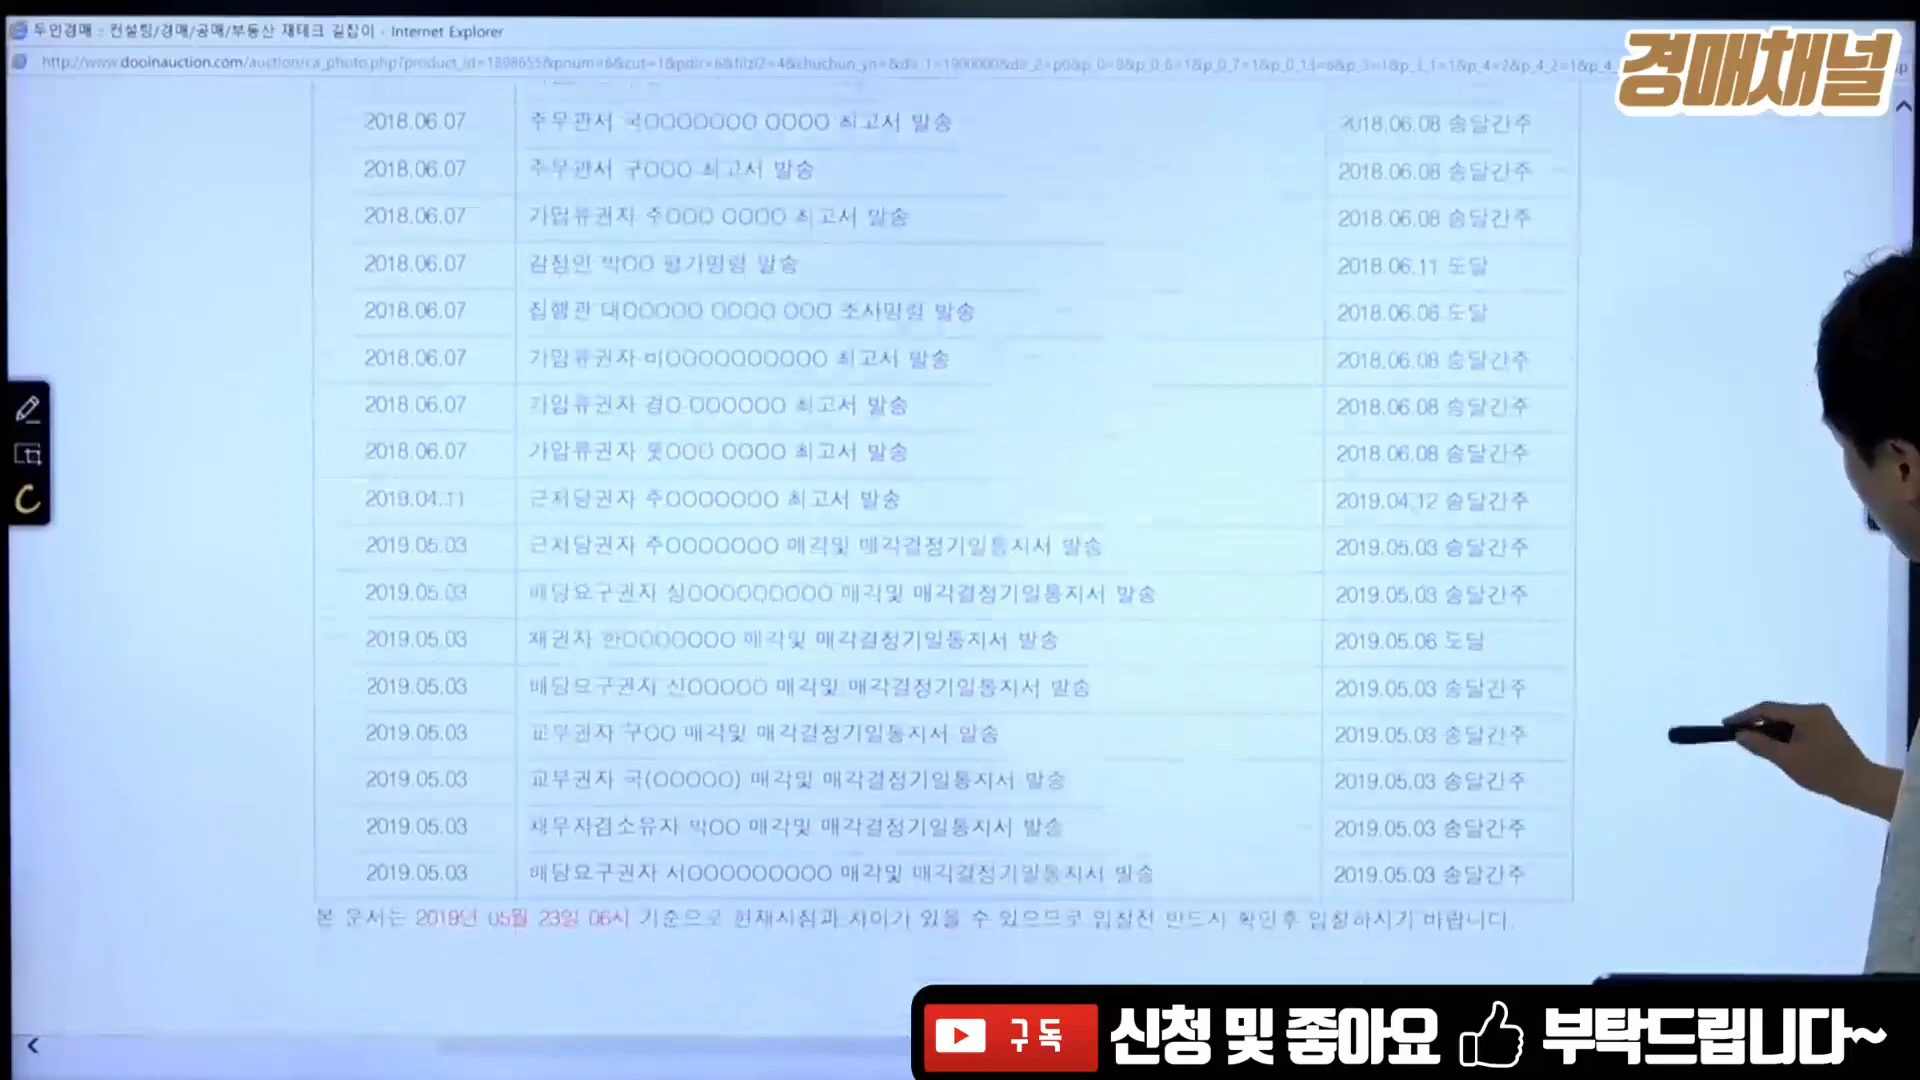 두인경매 : 컨설팅/경매/공매/부동산 재테크 길잡이 - Internet Explorer
경매채널
2018.06.07 주무관서 국OOOOOOO OOOO 최고서 발송 2018.06.08 송달간주
2018.06.07 주무관서 구OOO 최고서 발송 2018.06.08 송달간주
2018.06.07 가압류권자 주OOO OOOO 최고서 발송 2018.06.08 송달간주
2018.06.07 감정인 박OO 평가명령 발송 2018.06.11 도달
2018.06.07 집행관 대OOOOO OOOO OOO 조사명령 발송 2018.06.08 도달
2018.06.07 가압류권자 비OOOOOOOOOO 최고서 발송 2018.06.08 송달간주
2018.06.07 가압류권자 경O OOOOOO 최고서 발송 2018.06.08 송달간주
2018.06.07 가압류권자 롯OOO OOOO 최고서 발송 2018.06.08 송달간주
2019.04.11 근저당권자 주OOOOOOO 최고서 발송 2019.04.12 송달간주
2019.05.03 근저당권자 주OOOOOOO 매각및 매각결정기일통지서 발송 2019.05.03 송달간주
2019.05.03 배당요구권자 싱OOOOOOOOO 매각및 매각결정기일통지서 발송 2019.05.03 송달간주
2019.05.03 채권자 한OOOOOOO 매각및 매각결정기일통지서 발송 2019.05.06 도달
2019.05.03 배당요구권자 신OOOOO 매각및 매각결정기일통지서 발송 2019.05.03 송달간주
2019.05.03 교부권자 구OO 매각및 매각결정기일통지서 발송 2019.05.03 송달간주
2019.05.03 교부권자 국(OOOOO) 매각및 매각결정기일통지서 발송 2019.05.03 송달간주
2019.05.03 채무자겸소유자 박OO 매각및 매각결정기일통지서 발송 2019.05.03 송달간주
2019.05.03 배당요구권자 서OOOOOOOOO 매각및 매각결정기일통지서 발송 2019.05.03 송달간주
본 문서는 2019년 05월 23일 06시 기준으로 현재시점과 차이가 있을 수 있으므로 입찰전 반드시 확인후 입찰하시기 바랍니다.
구독 신청 및 좋아요 부탁드립니다~